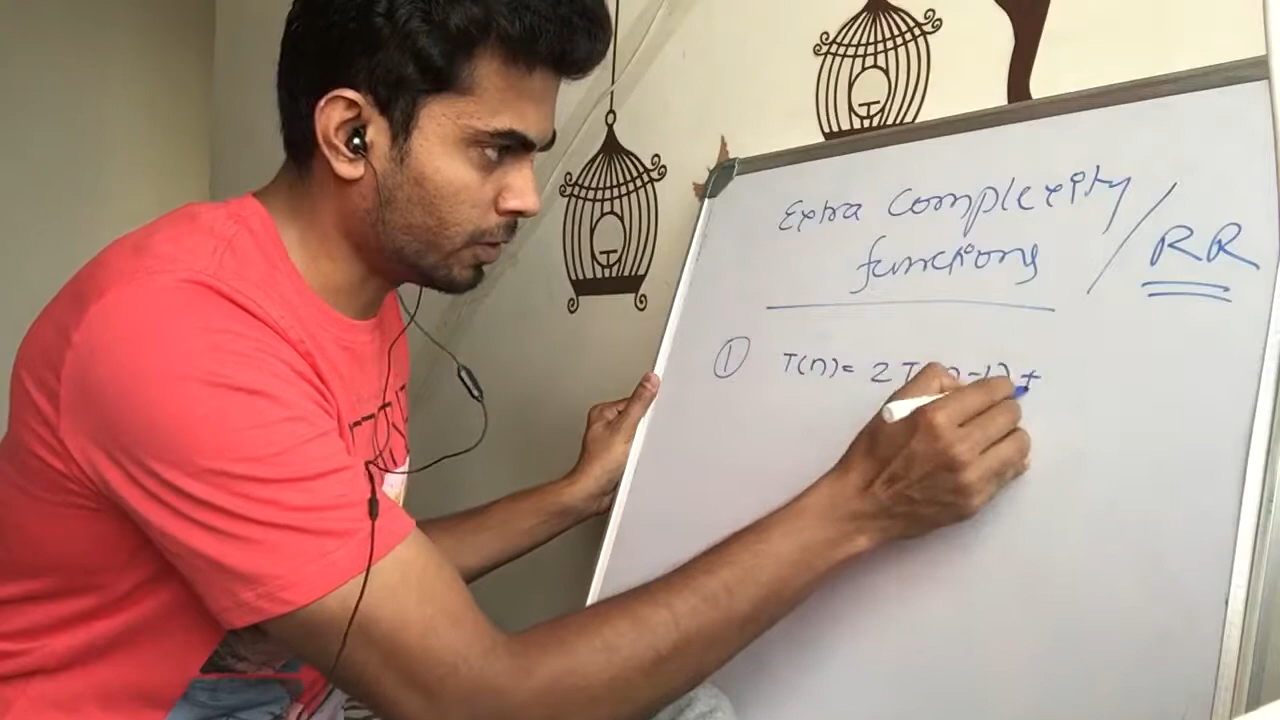 Extra Complexity
functions / RR
① T(n) = 2T(n-1) +